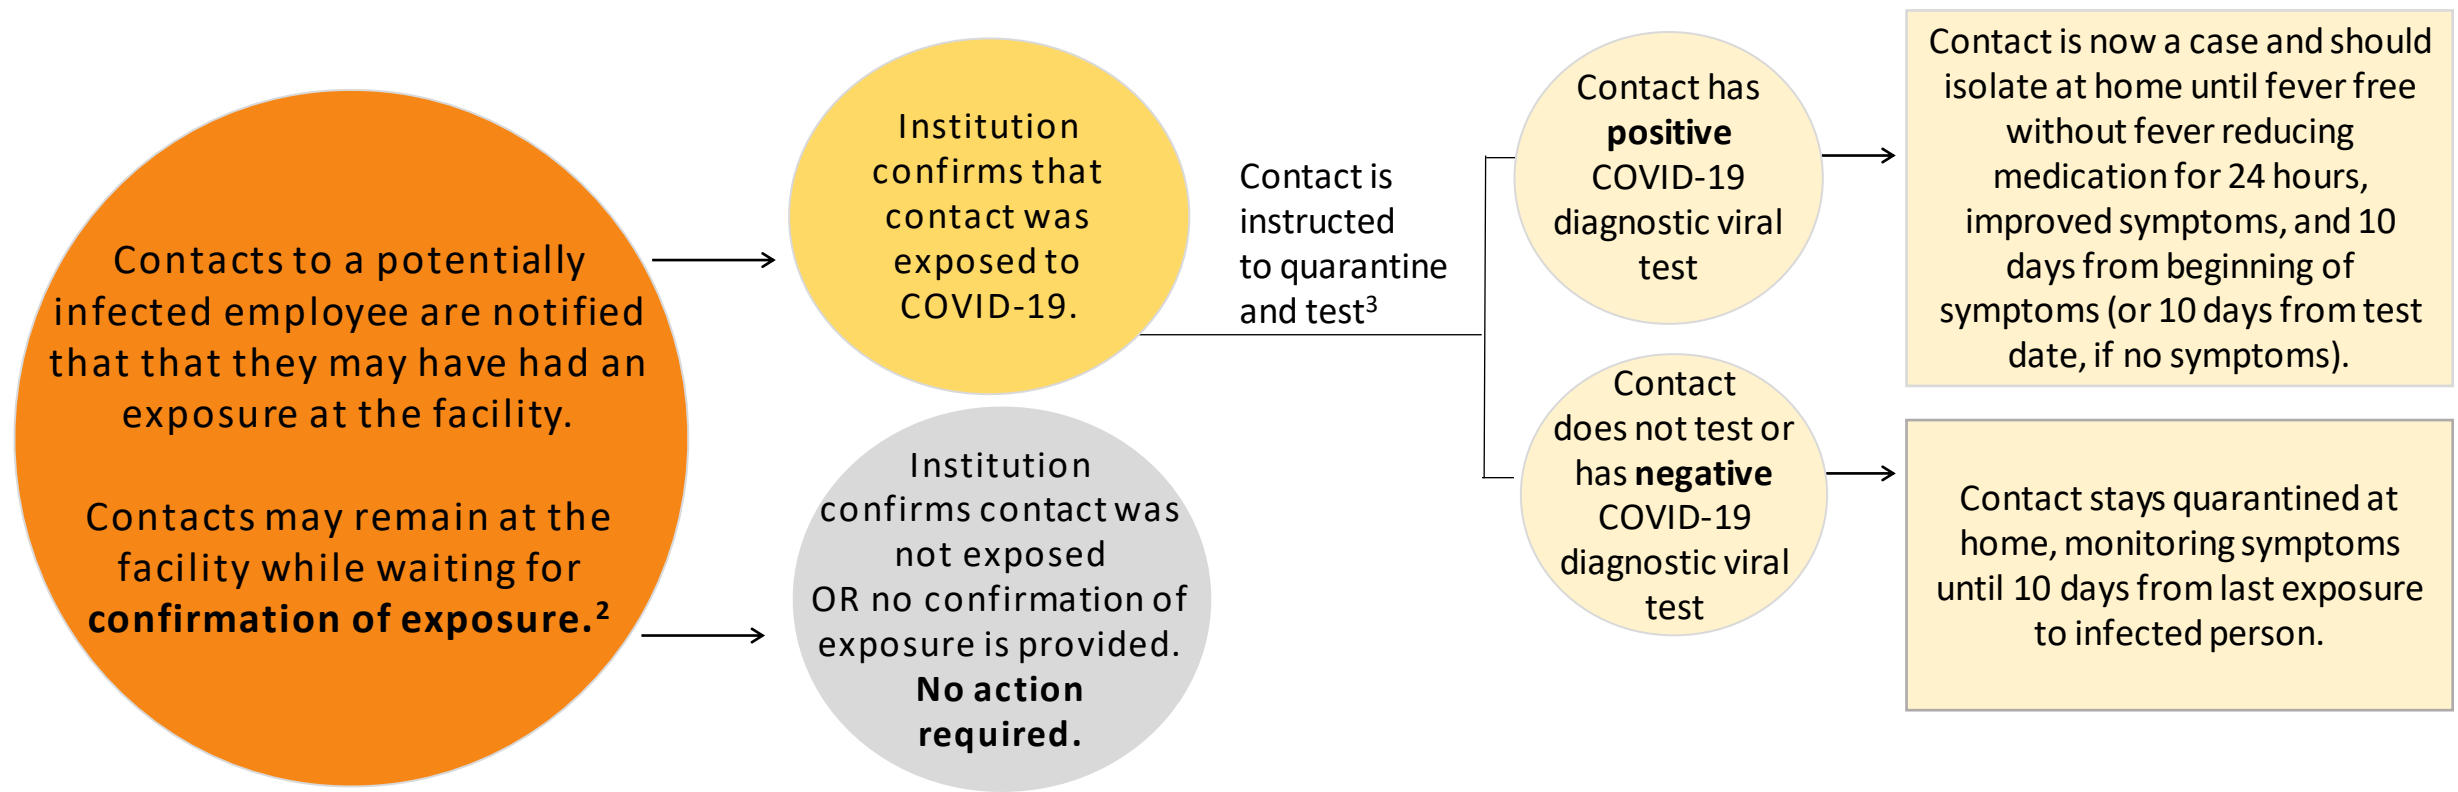 Contacts to a potentially
infected employee are notified
that that they may have had an
exposure at the facility.
Contacts may remain at the
facility while waiting for
confirmation of exposure.²
Institution
confirms that
contact was
exposed to
COVID-19.
Institution
confirms contact was
not exposed
OR no confirmation of
exposure is provided.
No action
required.
Contact is
instructed
to quarantine
and test³
Contact has
positive
COVID-19
diagnostic viral
test
Contact is now a case and should
isolate at home until fever free
without fever reducing
medication for 24 hours,
improved symptoms, and 10
days from beginning of
symptoms (or 10 days from test
date, if no symptoms).
Contact
does not test or
has negative
COVID-19
diagnostic viral
test
Contact stays quarantined at
home, monitoring symptoms
until 10 days from last exposure
to infected person.